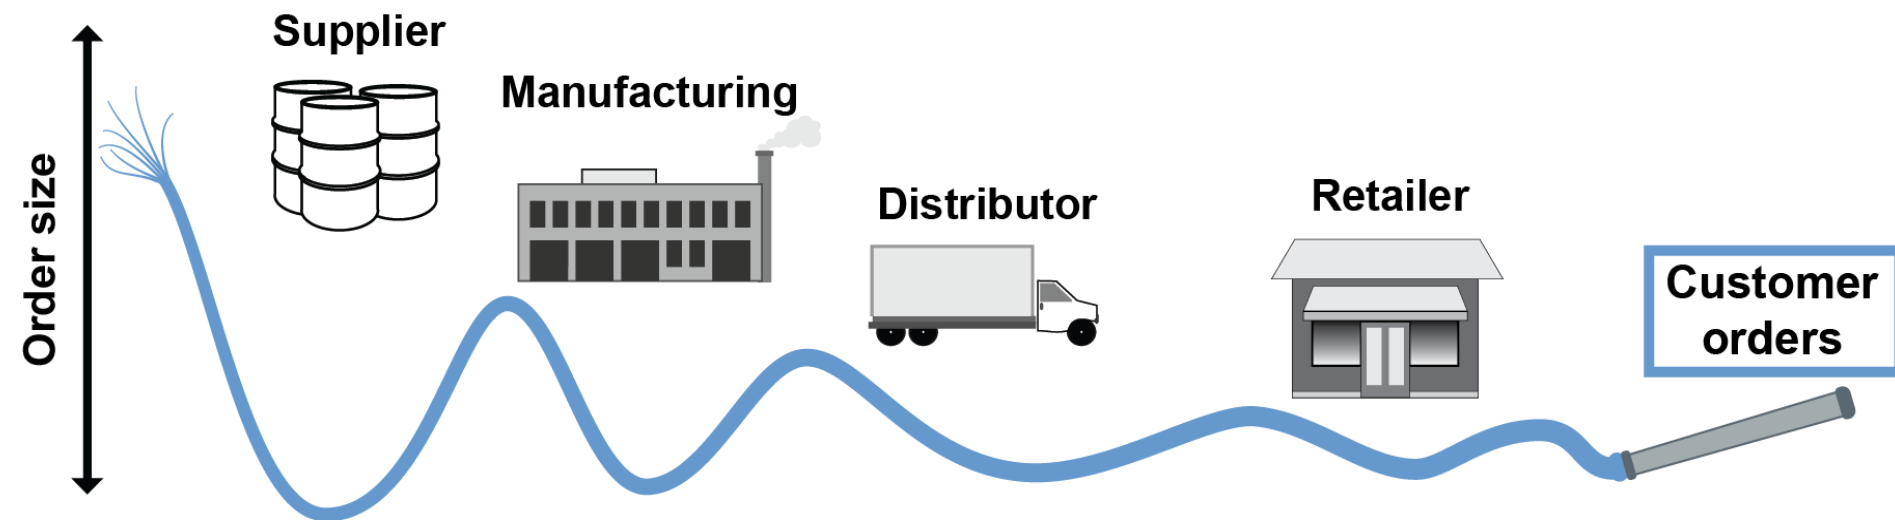 Order size
Supplier
Manufacturing
Distributor
Retailer
Customer
orders